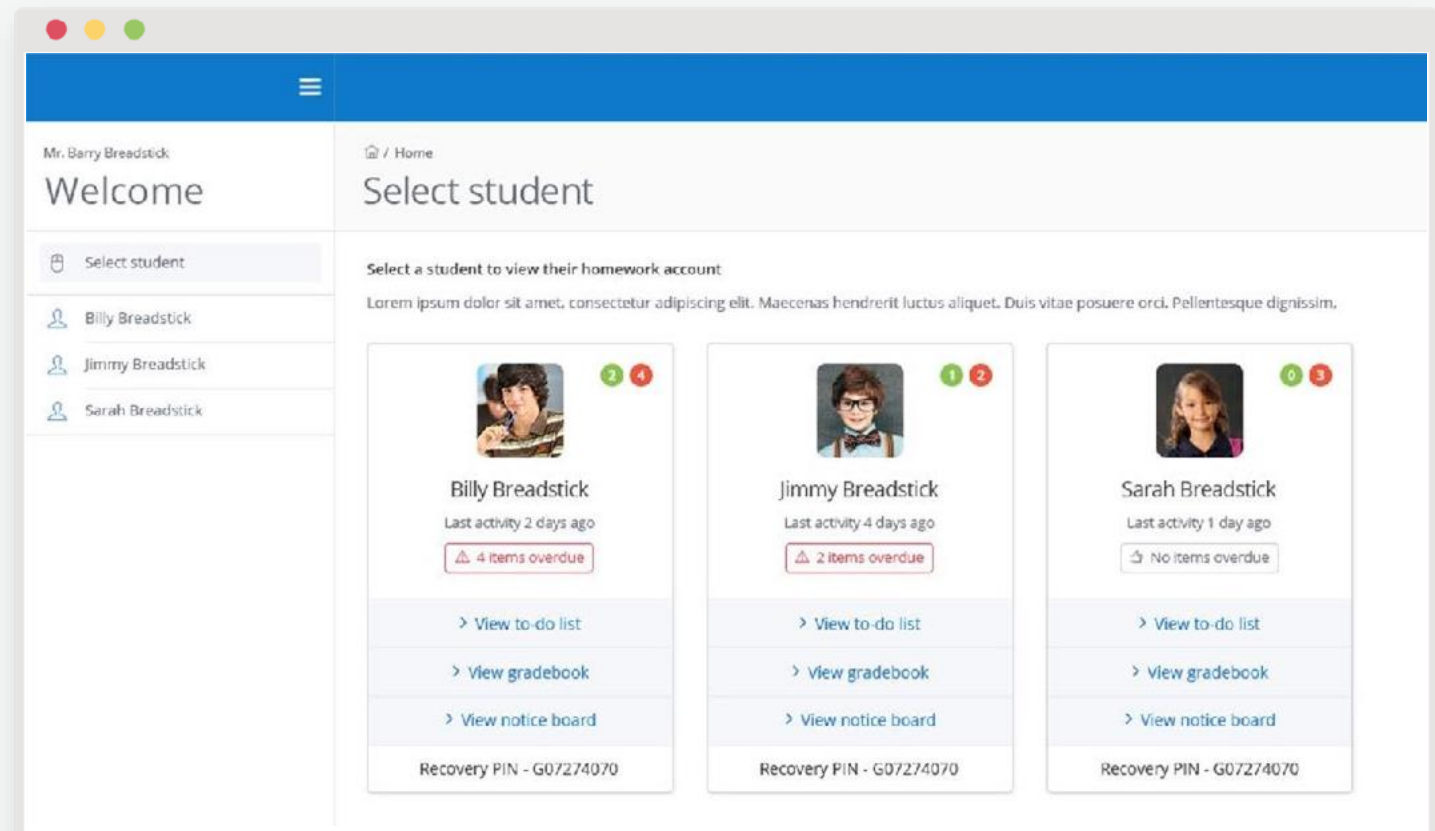 Mr. Barry Breadstick
Welcome
Select student
Billy Breadstick
Jimmy Breadstick
Sarah Breadstick
/ Home
Select student
Select a student to view their homework account
Lorem ipsum dolor sit amet, consectetur adipiscing elit. Maecenas hendrerit luctus aliquet. Duis vitae posuere orci. Pellentesque dignissim.
2 4
Billy Breadstick
Last activity 2 days ago
4 items overdue
> View to-do list
> View gradebook
> View notice board
Recovery PIN - G07274070
1 2
Jimmy Breadstick
Last activity 4 days ago
2 items overdue
> View to-do list
> View gradebook
> View notice board
Recovery PIN - G07274070
0 3
Sarah Breadstick
Last activity 1 day ago
No items overdue
> View to-do list
> View gradebook
> View notice board
Recovery PIN - G07274070